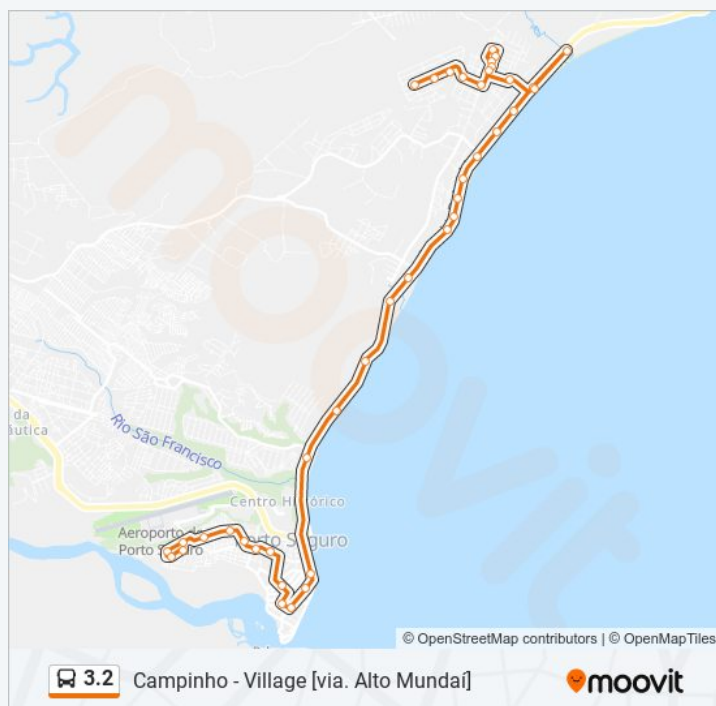 moovit
da
áutica
Rio São Francisco
Centro Histórico
Aeroporto de
Porto Seguro
Porto Seguro
© OpenStreetMap contributors | © OpenMapTiles
3.2 Campinho - Village [via. Alto Mundaí]
moovit